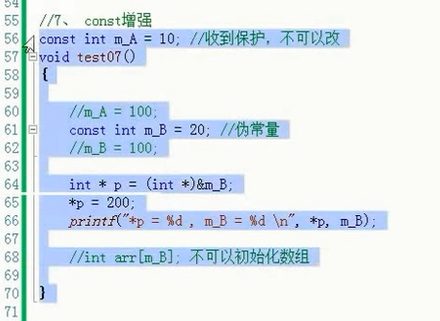 54
55 //7、 const增强
56 const int m_A = 10; //收到保护，不可以改
57 void test07()
58 {
59
60 //m_A = 100;
61 const int m_B = 20; //伪常量
62 //m_B = 100;
63
64 int * p = (int *)&m_B;
65 *p = 200;
66 printf("*p = %d , m_B = %d \n", *p, m_B);
67
68 //int arr[m_B]; 不可以初始化数组
69
70 }
71